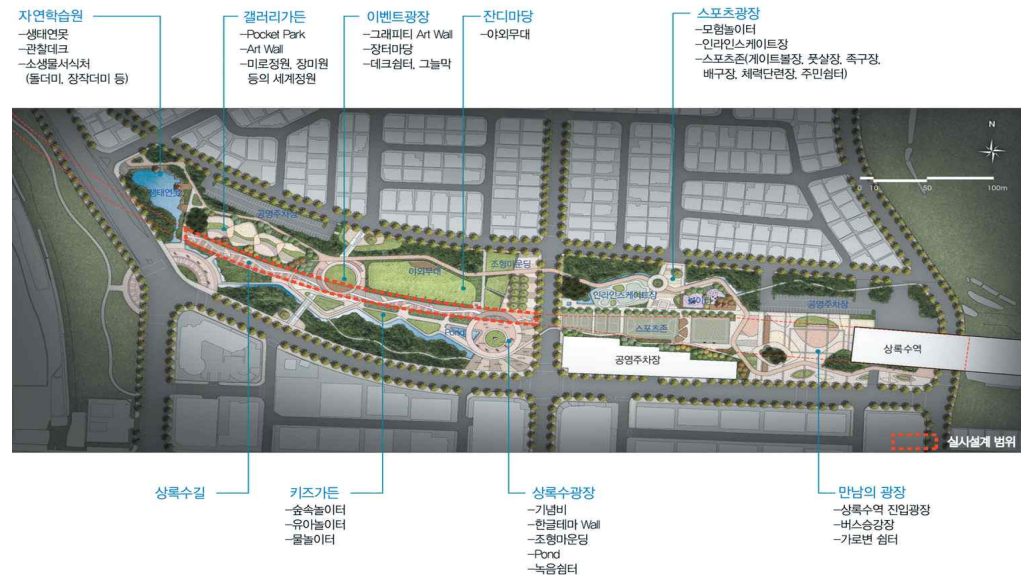 자연학습원
–생태연못
–관찰데크
–소생물서식처
(돌더미, 장작더미 등)
갤러리가든
–Pocket Park
–Art Wall
–미로정원, 장미원
등의 세계정원
이벤트광장
–그래피티 Art Wall
–장터마당
–데크쉼터, 그늘막
잔디마당
–야외무대
스포츠광장
–모험놀이터
–인라인스케이트장
–스포츠존(게이트볼장, 풋살장, 족구장,
배구장, 체력단련장, 주민쉼터)
N
0 10 50 100m
생태연못
공영주차장
야외무대
조형마운딩
인라인스케이트장
놀이터
공영주차장
Pond
스포츠존
공영주차장
상록수역
실시설계 범위
상록수길
키즈가든
–숲속놀이터
–유아놀이터
–물놀이터
상록수광장
–기념비
–한글테마 Wall
–조형마운딩
–Pond
–녹음쉼터
만남의 광장
–상록수역 진입광장
–버스승강장
–가로변 쉼터